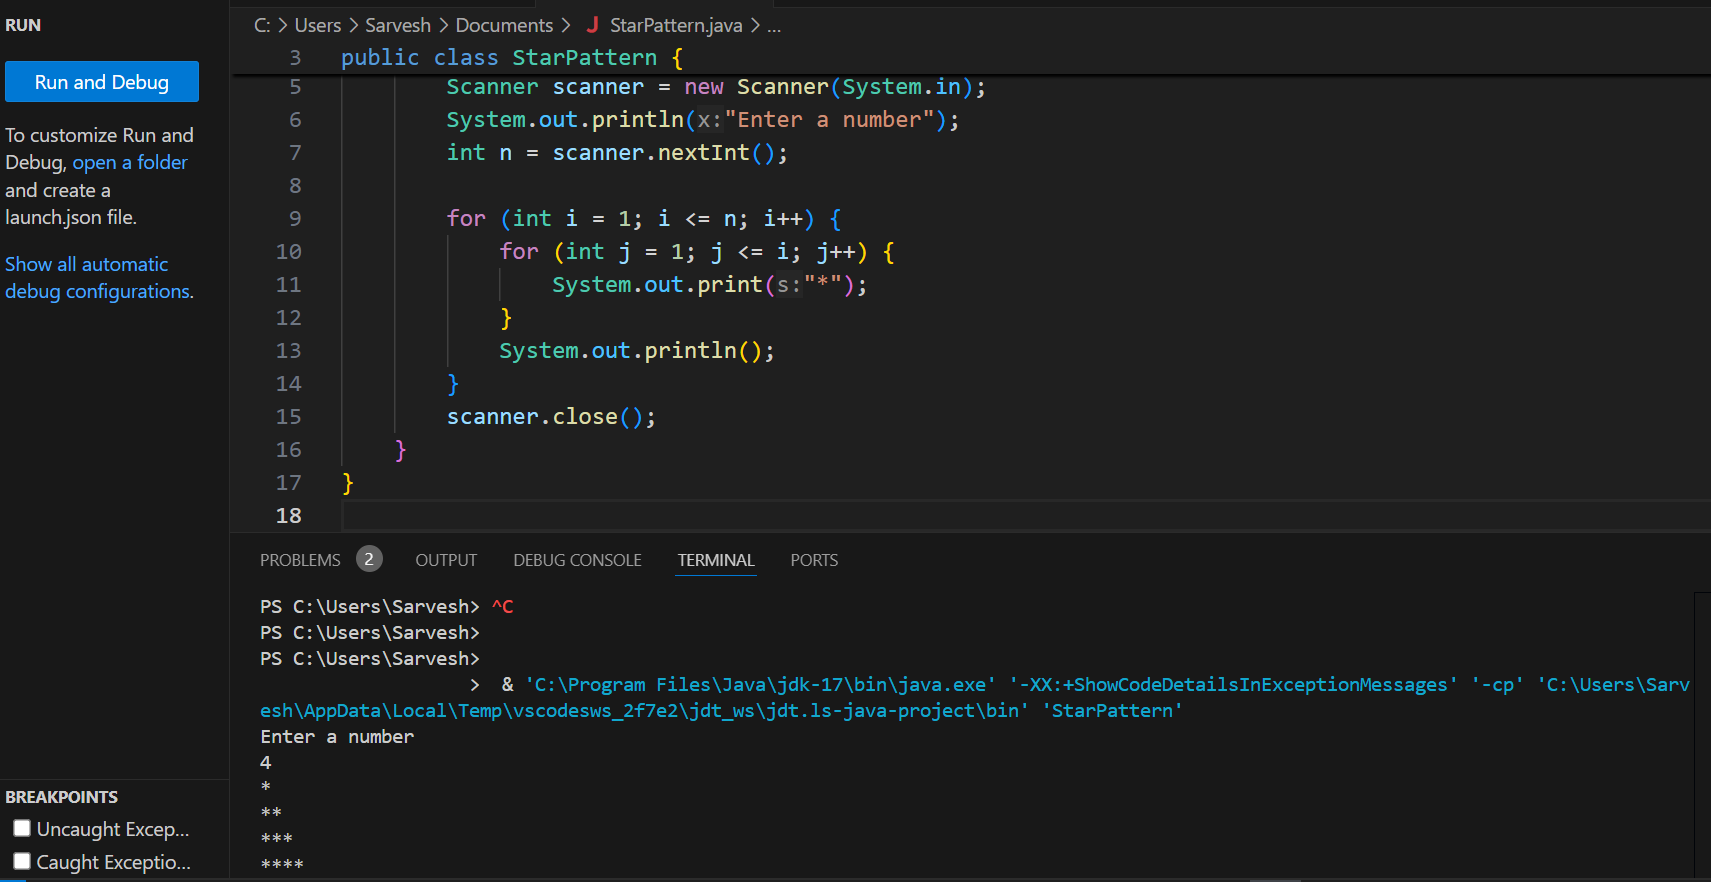 RUN
Run and Debug
To customize Run and
Debug, open a folder
and create a
launch.json file.
Show all automatic
debug configurations.
BREAKPOINTS
Uncaught Excep...
Caught Exceptio...
C: > Users > Sarvesh > Documents > J StarPattern.java > ...
3 public class StarPattern {
5 Scanner scanner = new Scanner(System.in);
6 System.out.println(x:"Enter a number");
7 int n = scanner.nextInt();
8
9 for (int i = 1; i <= n; i++) {
10 for (int j = 1; j <= i; j++) {
11 System.out.print(s:"*");
12 }
13 System.out.println();
14 }
15 scanner.close();
16 }
17 }
18
PROBLEMS 2 OUTPUT DEBUG CONSOLE TERMINAL PORTS
PS C:\Users\Sarvesh> ^C
PS C:\Users\Sarvesh>
PS C:\Users\Sarvesh>
> & 'C:\Program Files\Java\jdk-17\bin\java.exe' '-XX:+ShowCodeDetailsInExceptionMessages' '-cp' 'C:\Users\Sarv
esh\AppData\Local\Temp\vscodesws_2f7e2\jdt_ws\jdt.ls-java-project\bin' 'StarPattern'
Enter a number
4
*
**
***
****